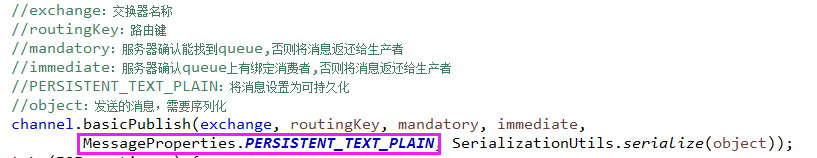 //exchange：交换器名称
//routingKey：路由键
//mandatory：服务器确认能找到queue,否则将消息返还给生产者
//immediate：服务器确认queue上有绑定消费者,否则将消息返还给生产者
//PERSISTENT_TEXT_PLAIN：将消息设置为可持久化
//object：发送的消息，需要序列化
channel.basicPublish(exchange, routingKey, mandatory, immediate,
MessageProperties.PERSISTENT_TEXT_PLAIN, SerializationUtils.serialize(object));